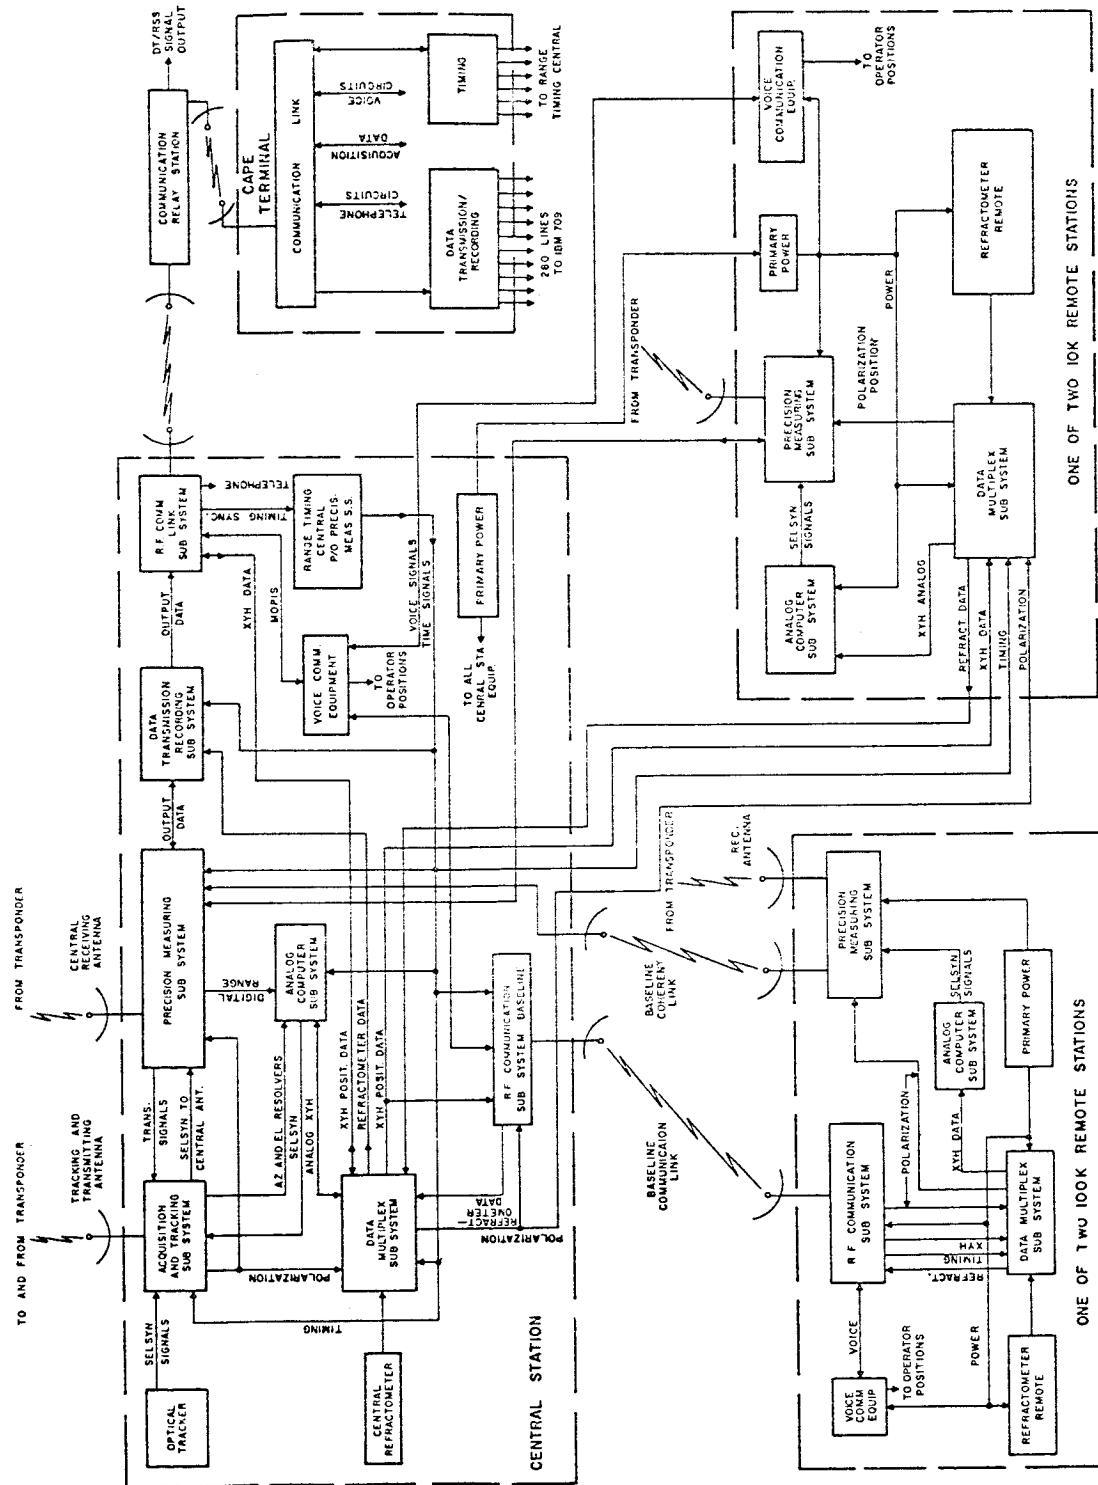 TO AND FROM TRANSPONDER
TRACKING AND
TRANSMITTING
ANTENNA
FROM TRANSPONDER
CENTRAL
RECEIVING
ANTENNA
OPTICAL
TRACKER
SELSYN
SIGNALS
ACQUISITION
AND TRACKING
SUB SYSTEM
TRANS.
SIGNALS
SELSYN TO
CENTRAL ANT.
PRECISION MEASURING
SUB SYSTEM
OUTPUT
DATA
DATA
TRANSMISSION
RECORDING
SUB SYSTEM
OUTPUT
DATA
R F COMM
LINK
SUB SYSTEM
COMMUNICATION
RELAY STATION
DT/RSS
SIGNAL
OUTPUT
TELEPHONE
TIMING SYNC.
XYH DATA
MOPIS
RANGE TIMING
CENTRAL
P/O PRECIS-
MEAS S.S.
VOICE COMM.
EQUIPMENT
TO
OPERATOR
POSITIONS
VOICE SIGNALS
TIME SIGNALS
PRIMARY POWER
TO ALL
CENRAL STA
EQUIP.
DIGITAL
RANGE
ANALOG
COMPUTER
SUB SYSTEM
AZ AND EL RESOLVERS
SELSYN
ANALOG XYH
POLARIZATION
TIMING
XYH POSIT. DATA
REFRACTOMETER DATA
XYH POSIT. DATA
CENTRAL
REFRACTOMETER
DATA
MULTIPLEX
SUB SYSTEM
REFRACT-
OMETER
DATA
POLARIZATION
R F COMMUNICATION
SUB SYSTEM BASELINE
CENTRAL STATION
CAPE
TERMINAL
COMMUNICATION LINK
TELEPHONE
CIRCUITS
ACQUISITION
DATA
VOICE
CIRCUITS
DATA
TRANSMISSION/
RECORDING
TIMING
280 LINES
TO IBM 709
TO RANGE
TIMING CENTRAL
BASELINE
COMMUNICATION
LINK
BASELINE
COHERENT
LINK
FROM TRANSPONDER
REC.
ANTENNA
VOICE
COMM
EQUIP
TO OPERATOR
POSITIONS
VOICE
R F COMMUNICATION
SUB SYSTEM
POLARIZATION
PRECISION
MEASURING
SUB SYSTEM
SELSYN
SIGNALS
ANALOG
COMPUTER
SUB SYSTEM
XYH DATA
POWER
REFRACT.
TIMING
XYH
REFRACTOMETER
REMOTE
DATA MULTIPLEX
SUB SYSTEM
PRIMARY POWER
ONE OF TWO 100K REMOTE STATIONS
FROM TRANSPONDER
VOICE
COMMUNICATION
EQUIP.
TO
OPERATOR
POSITIONS
PRIMARY
POWER
PRECISION
MEASURING
SUB SYSTEM
SELSYN
SIGNALS
ANALOG
COMPUTER
SUB SYSTEM
POLARIZATION
POSITION
POWER
REFRACTOMETER
REMOTE
DATA
MULTIPLEX
SUB SYSTEM
XYH ANALOG
REFRACT. DATA
XYH DATA
TIMING
POLARIZATION
ONE OF TWO 10K REMOTE STATIONS